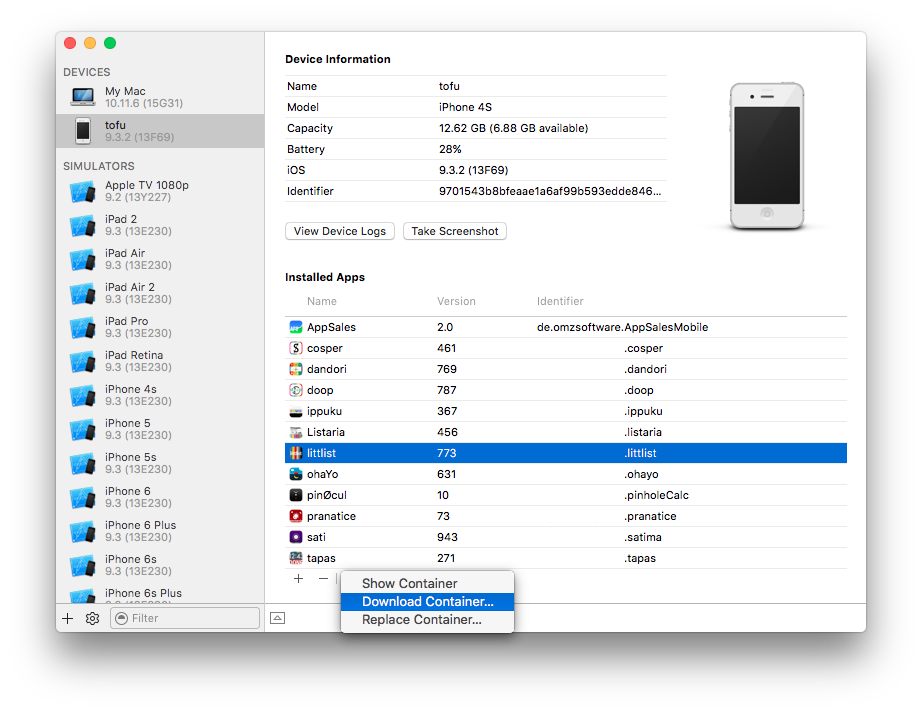 DEVICES
My Mac
10.11.6 (15G31)
tofu
9.3.2 (13F69)
SIMULATORS
Apple TV 1080p
9.2 (13Y227)
iPad 2
9.3 (13E230)
iPad Air
9.3 (13E230)
iPad Air 2
9.3 (13E230)
iPad Pro
9.3 (13E230)
iPad Retina
9.3 (13E230)
iPhone 4s
9.3 (13E230)
iPhone 5
9.3 (13E230)
iPhone 5s
9.3 (13E230)
iPhone 6
9.3 (13E230)
iPhone 6 Plus
9.3 (13E230)
iPhone 6s
9.3 (13E230)
iPhone 6s Plus
9.3 (13E230)
Filter
Device Information
Name tofu
Model iPhone 4S
Capacity 12.62 GB (6.88 GB available)
Battery 28%
iOS 9.3.2 (13F69)
Identifier 9701543b8bfeaae1a6af99b593edde846...
View Device Logs Take Screenshot
Installed Apps
Name Version Identifier
AppSales 2.0 de.omzsoftware.AppSalesMobile
cosper 461 .cosper
dandori 769 .dandori
doop 787 .doop
ippuku 367 .ippuku
Listaria 456 .listaria
littlist 773 .littlist
ohaYo 631 .ohayo
pinØcul 10 .pinholeCalc
pranatice 73 .pranatice
sati 943 .satima
tapas 271 .tapas
Show Container
Download Container...
Replace Container...